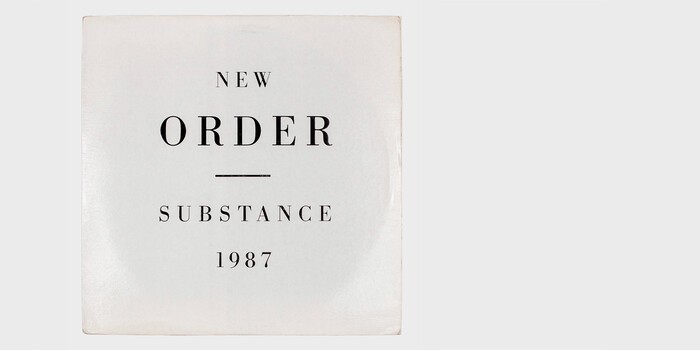 NEW
ORDER
SUBSTANCE
1987